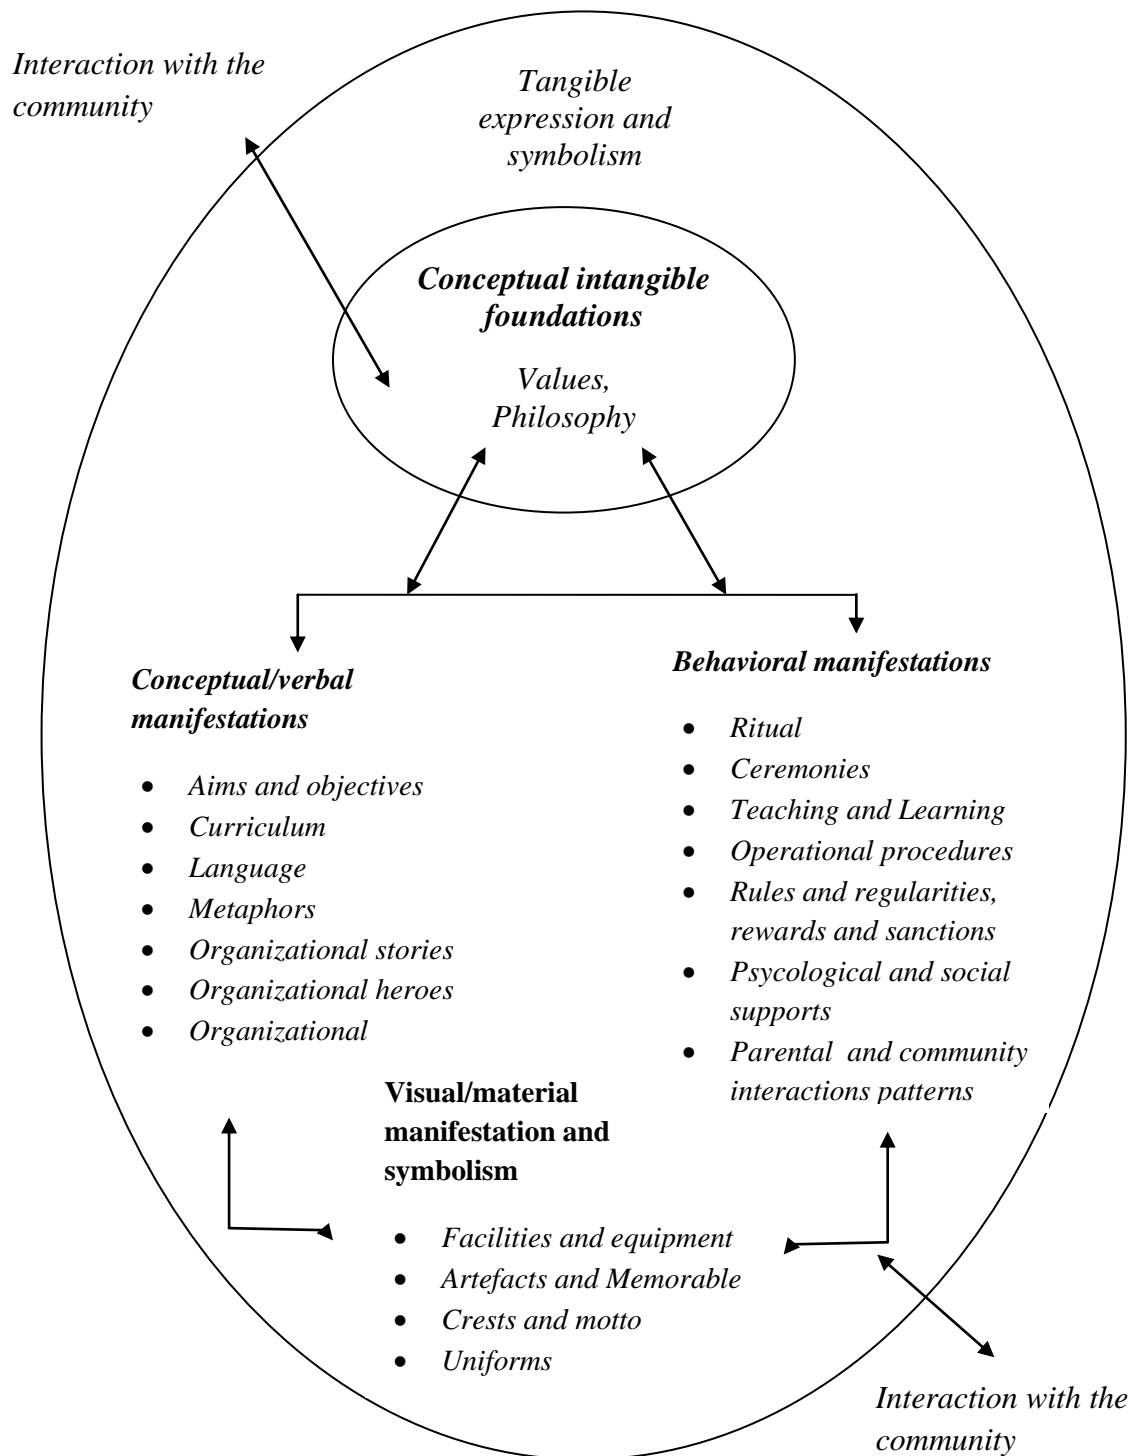 Interaction with the
community
Tangible
expression and
symbolism
Conceptual intangible
foundations
Values,
Philosophy
Conceptual/verbal
manifestations
• Aims and objectives
• Curriculum
• Language
• Metaphors
• Organizational stories
• Organizational heroes
• Organizational
Behavioral manifestations
• Ritual
• Ceremonies
• Teaching and Learning
• Operational procedures
• Rules and regularities,
rewards and sanctions
• Psycological and social
supports
• Parental and community
interactions patterns
Visual/material
manifestation and
symbolism
• Facilities and equipment
• Artefacts and Memorable
• Crests and motto
• Uniforms
Interaction with the
community